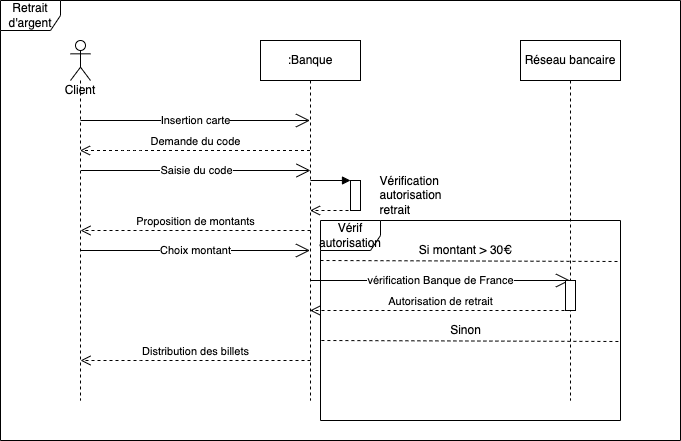 Retrait
d'argent
Client
:Banque
Réseau bancaire
Insertion carte
Demande du code
Saisie du code
Vérification
autorisation
retrait
Proposition de montants
Vérif
autorisation
Choix montant
Si montant > 30€
vérification Banque de France
Autorisation de retrait
Sinon
Distribution des billets